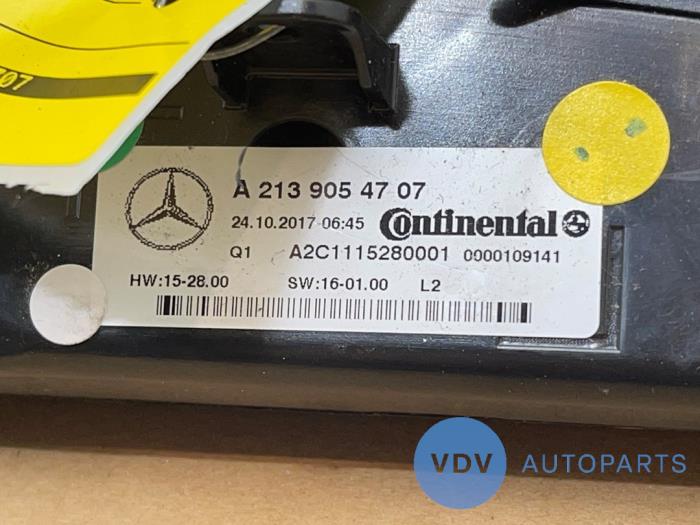 07
A 213 905 47 07
24.10.2017 06:45 Continental
Q1 A2C1115280001 0000109141
HW:15-28.00 SW:16-01.00 L2
VDV AUTOPARTS